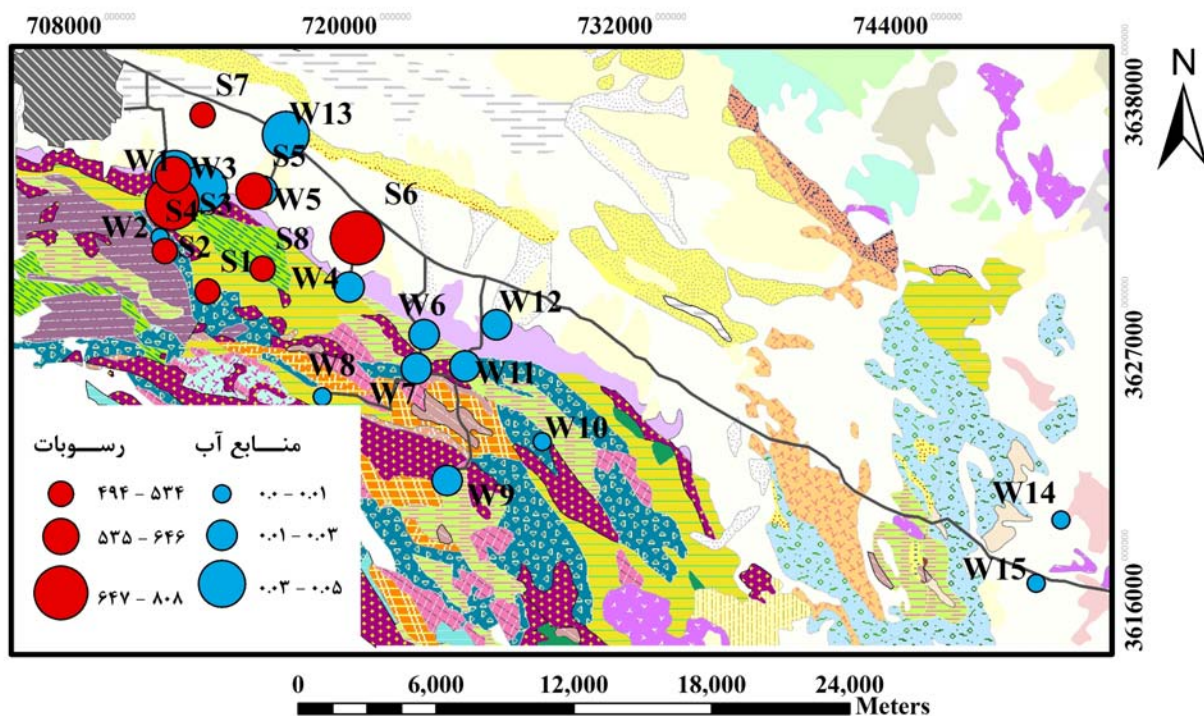 708000 720000 732000 744000
N
3638000
3627000
3616000
S7
W13
W1 W3 S5
W5
S4 S3 S6
W2 S2 S8
S1
W4
W6 W12
W8 W7 W11
W10
W9
W14
W15
رســـوبات منـــابع آب
۴۹۴ - ۵۳۴ ۰.۰ - ۰.۰۱
۵۳۵ - ۶۴۶ ۰.۰۱ - ۰.۰۳
۶۴۷ - ۸۰۸ ۰.۰۳ - ۰.۰۵
0 6,000 12,000 18,000 24,000
Meters